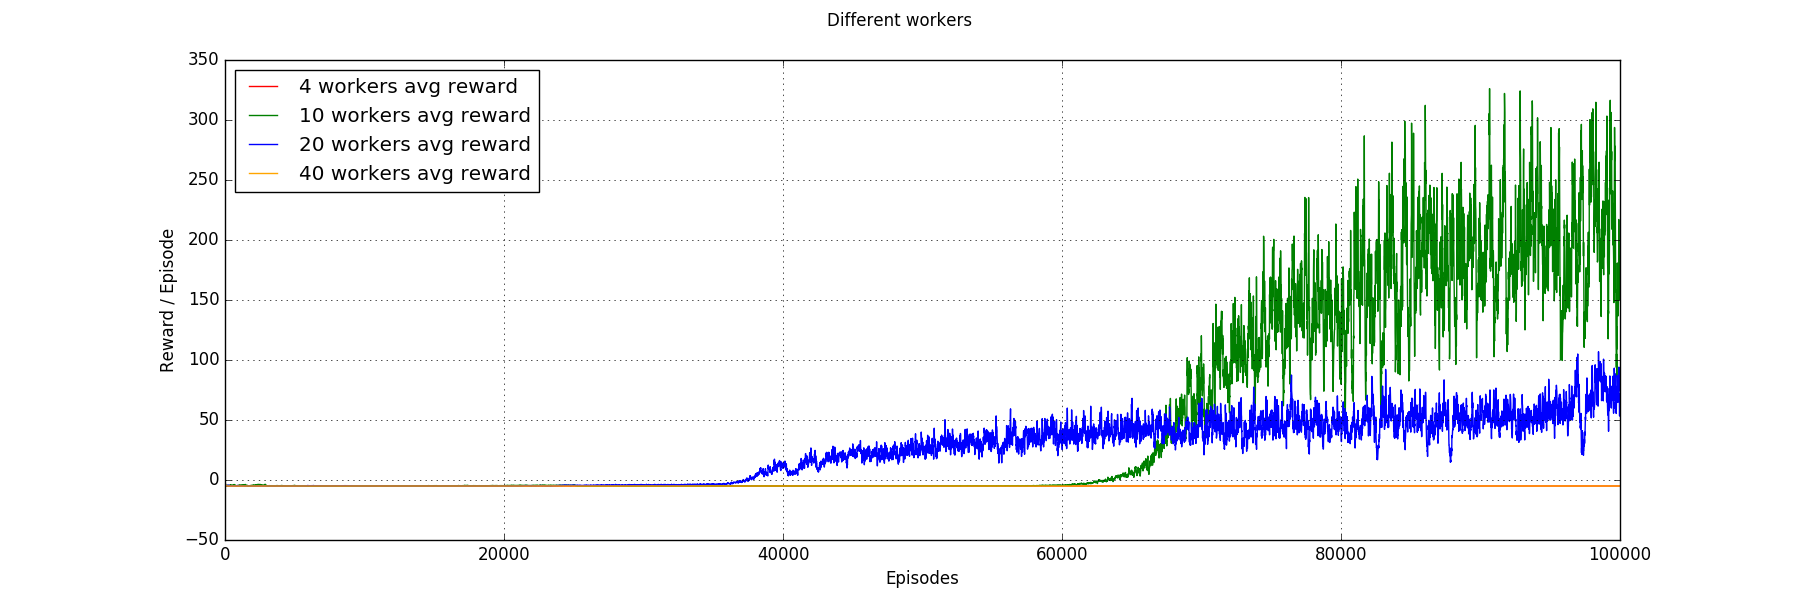 Different workers
350
300
250
200
150
100
50
0
−50
Reward / Episode
4 workers avg reward
10 workers avg reward
20 workers avg reward
40 workers avg reward
0 20000 40000 60000 80000 100000
Episodes